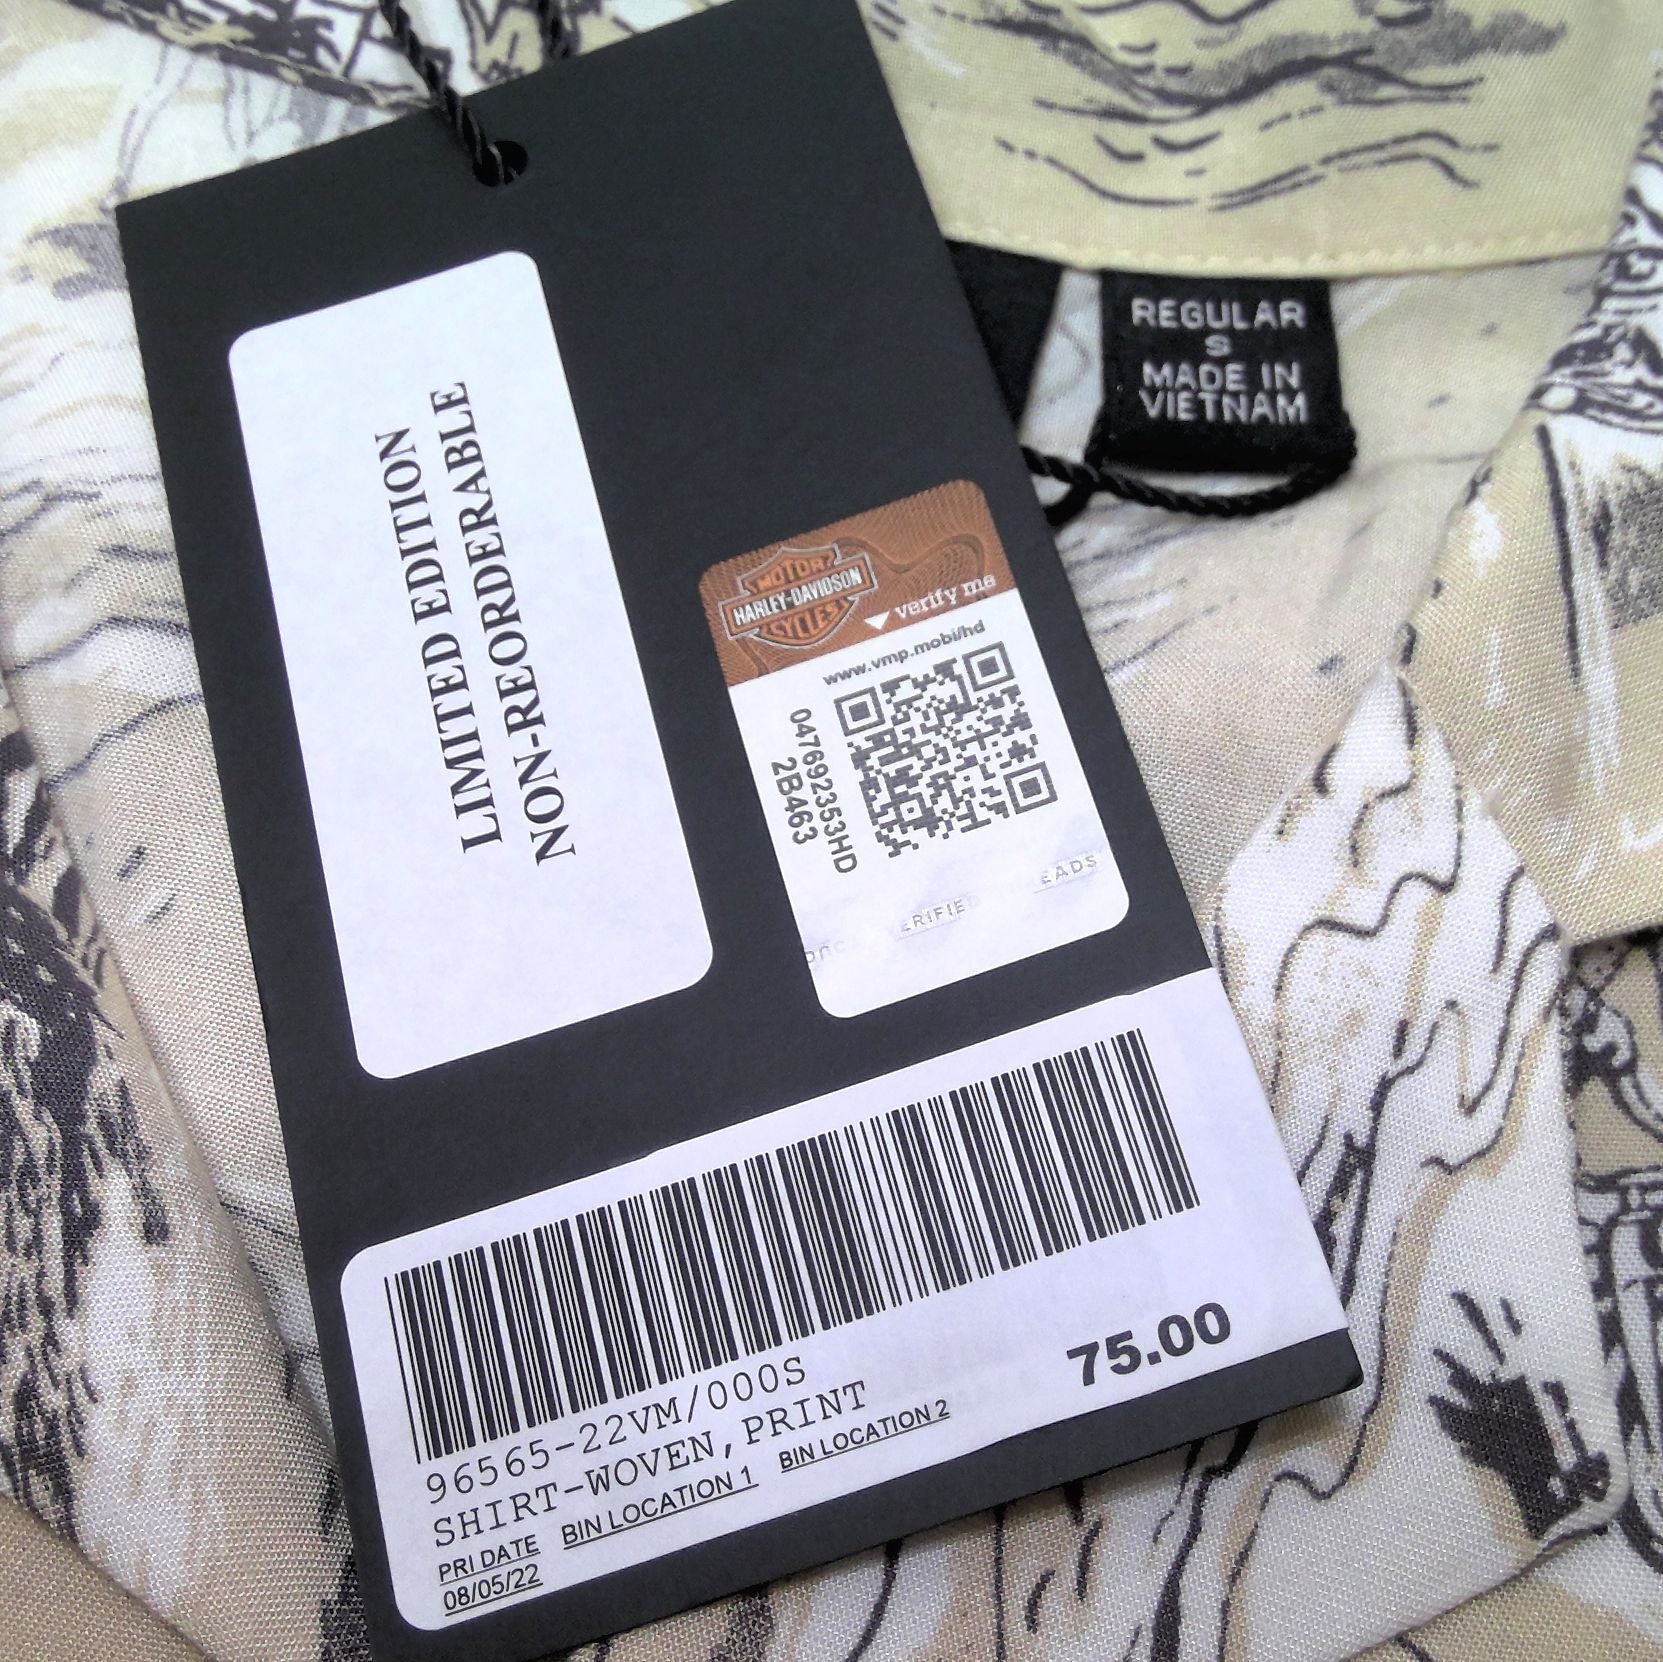 REGULAR
S
MADE IN
VIETNAM
LIMITED EDITION
NON-REORDERABLE
MOTOR
HARLEY-DAVIDSON
CYCLES
verify me
www.vmp.mobi/hd
047692353HD
2B463
75.00
96565-22VM/000S
SHIRT-WOVEN, PRINT
PRI DATE BIN LOCATION 1 BIN LOCATION 2
08/05/22